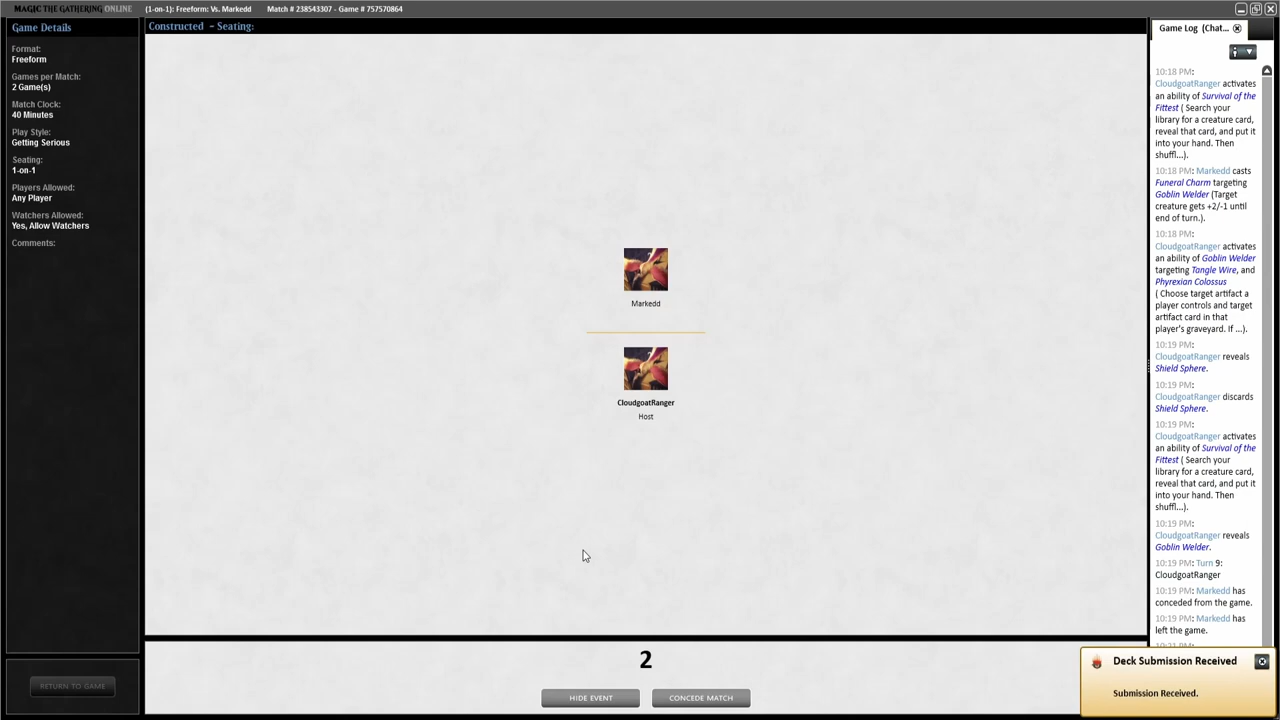 MAGIC THE GATHERING ONLINE (1-on-1): Freeform: Vs. Markedd Match # 238543307 - Game # 757570864
Game Details
Format:
Freeform
Games per Match:
2 Game(s)
Match Clock:
40 Minutes
Play Style:
Getting Serious
Seating:
1-on-1
Players Allowed:
Any Player
Watchers Allowed:
Yes, Allow Watchers
Comments:
RETURN TO GAME
Constructed - Seating:
Markedd
CloudgoatRanger
Host
2
HIDE EVENT
CONCEDE MATCH
Game Log (Chat...
10:18 PM:
CloudgoatRanger activates
an ability of Survival of the
Fittest ( Search your
library for a creature card,
reveal that card, and put it
into your hand. Then
shuffl...).
10:18 PM: Markedd casts
Funeral Charm targeting
Goblin Welder (Target
creature gets +2/-1 until
end of turn.).
10:18 PM:
CloudgoatRanger activates
an ability of Goblin Welder
targeting Tangle Wire, and
Phyrexian Colossus
( Choose target artifact a
player controls and target
artifact card in that
player's graveyard. If ...).
10:19 PM:
CloudgoatRanger reveals
Shield Sphere.
10:19 PM:
CloudgoatRanger discards
Shield Sphere.
10:19 PM:
CloudgoatRanger activates
an ability of Survival of the
Fittest ( Search your
library for a creature card,
reveal that card, and put it
into your hand. Then
shuffl...).
10:19 PM:
CloudgoatRanger reveals
Goblin Welder.
10:19 PM: Turn 9:
CloudgoatRanger
10:19 PM: Markedd has
conceded from the game.
10:19 PM: Markedd has
left the game.
Deck Submission Received
Submission Received.